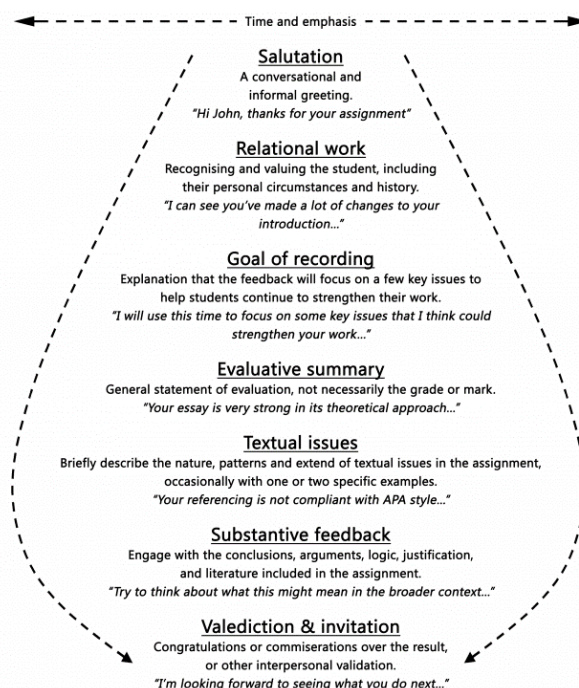 Time and emphasis
Salutation
A conversational and
informal greeting.
"Hi John, thanks for your assignment"
Relational work
Recognising and valuing the student, including
their personal circumstances and history.
"I can see you've made a lot of changes to your
introduction..."
Goal of recording
Explanation that the feedback will focus on a few key issues to
help students continue to strengthen their work.
"I will use this time to focus on some key issues that I think could
strengthen your work..."
Evaluative summary
General statement of evaluation, not necessarily the grade or mark.
"Your essay is very strong in its theoretical approach..."
Textual issues
Briefly describe the nature, patterns and extend of textual issues in the assignment,
occasionally with one or two specific examples.
"Your referencing is not compliant with APA style..."
Substantive feedback
Engage with the conclusions, arguments, logic, justification,
and literature included in the assignment.
"Try to think about what this might mean in the broader context..."
Valediction & invitation
Congratulations or commiserations over the result,
or other interpersonal validation.
"I'm looking forward to seeing what you do next..."